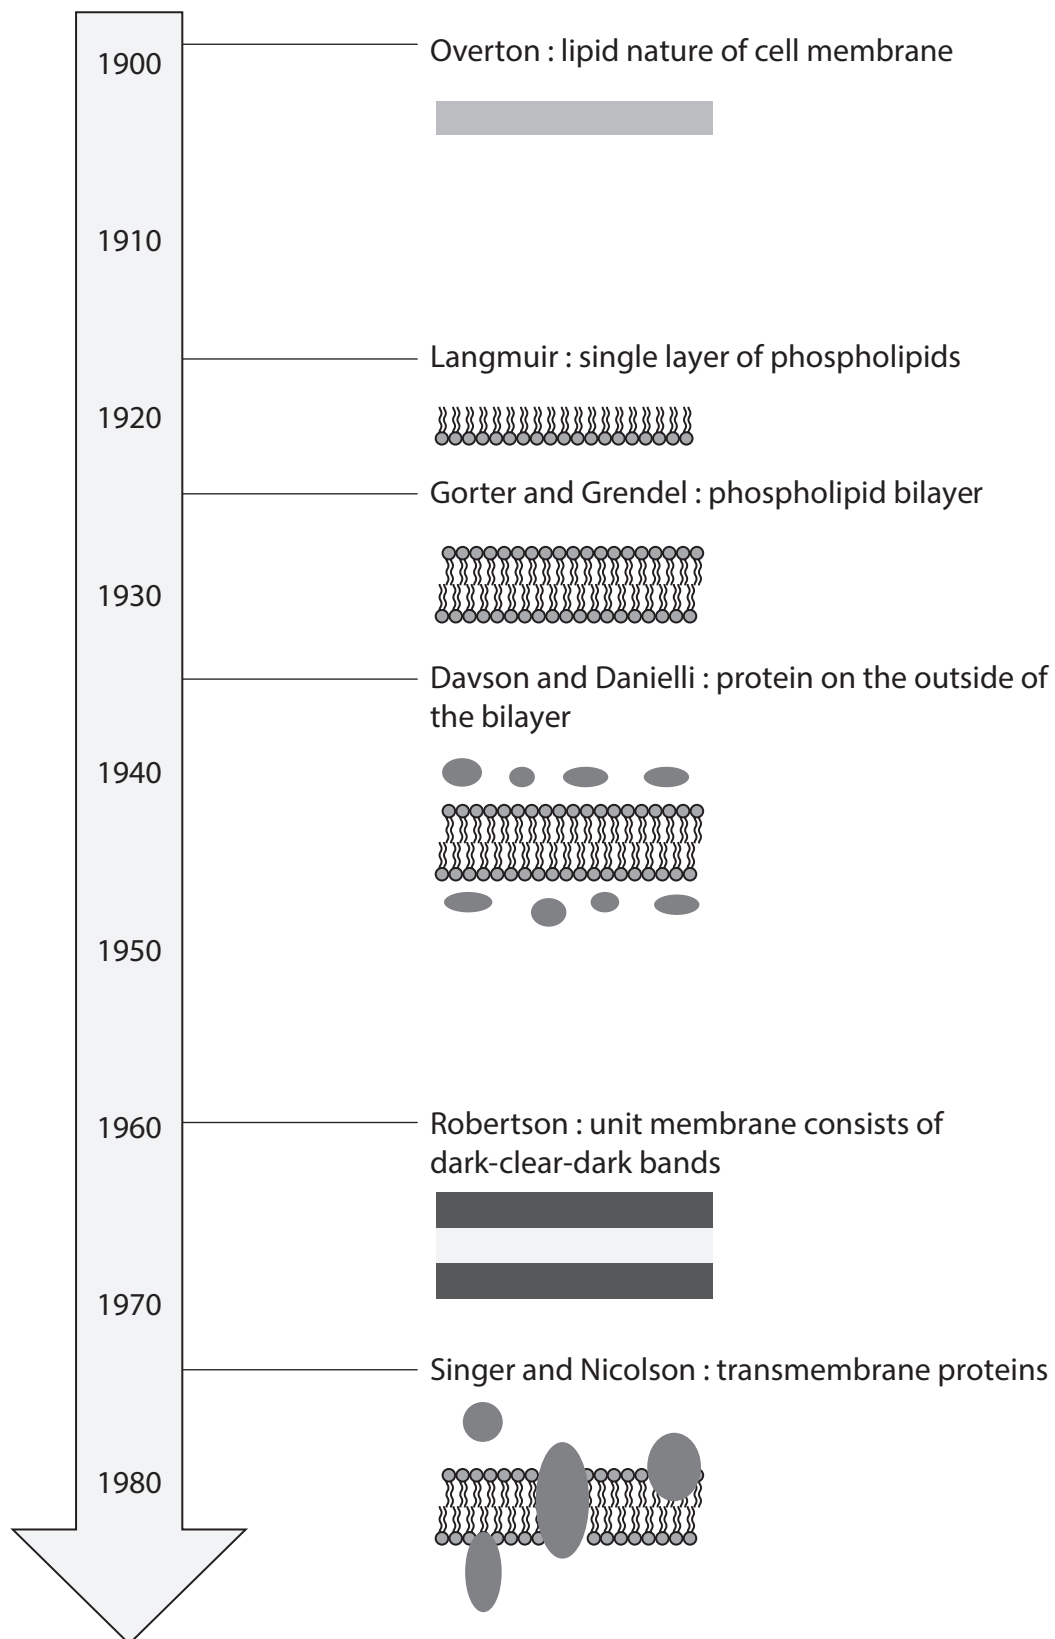 1900
Overton : lipid nature of cell membrane
1910
Langmuir : single layer of phospholipids
1920
Gorter and Grendel : phospholipid bilayer
1930
Davson and Danielli : protein on the outside of
the bilayer
1940
1950
1960
Robertson : unit membrane consists of
dark-clear-dark bands
1970
Singer and Nicolson : transmembrane proteins
1980